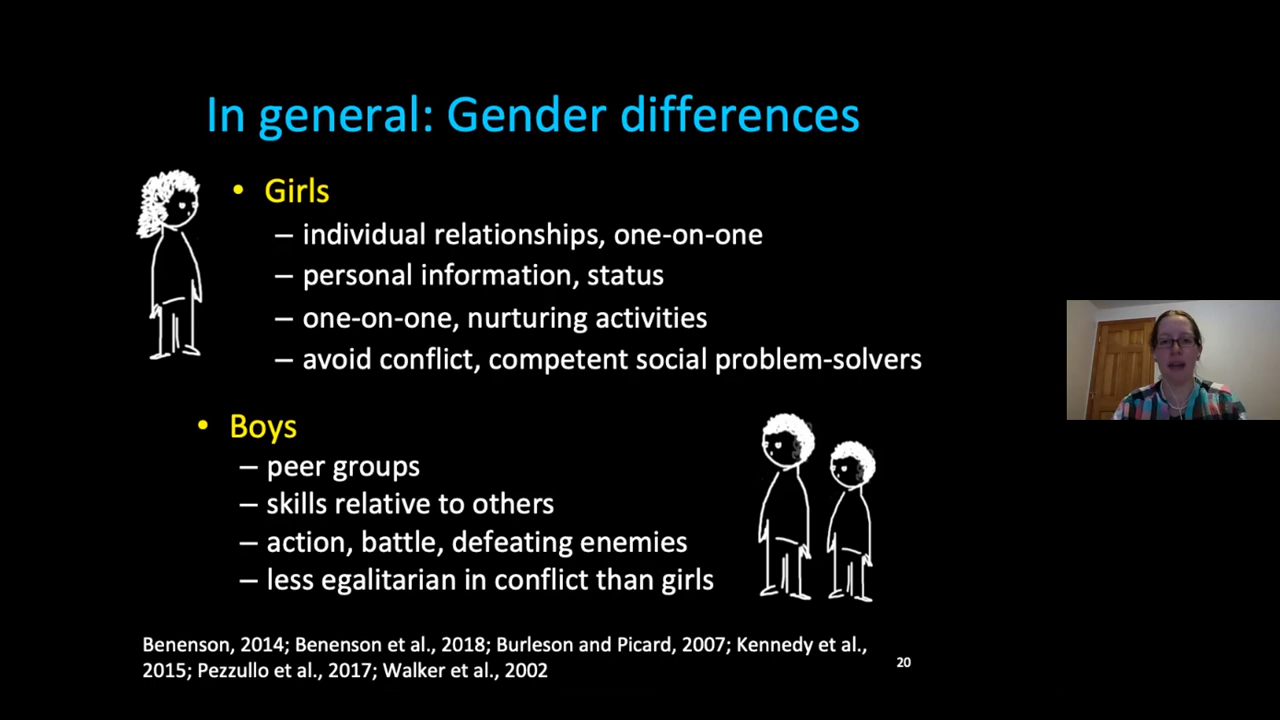 In general: Gender differences
• Girls
– individual relationships, one-on-one
– personal information, status
– one-on-one, nurturing activities
– avoid conflict, competent social problem-solvers
• Boys
– peer groups
– skills relative to others
– action, battle, defeating enemies
– less egalitarian in conflict than girls
Benenson, 2014; Benenson et al., 2018; Burleson and Picard, 2007; Kennedy et al.,
2015; Pezzullo et al., 2017; Walker et al., 2002
20